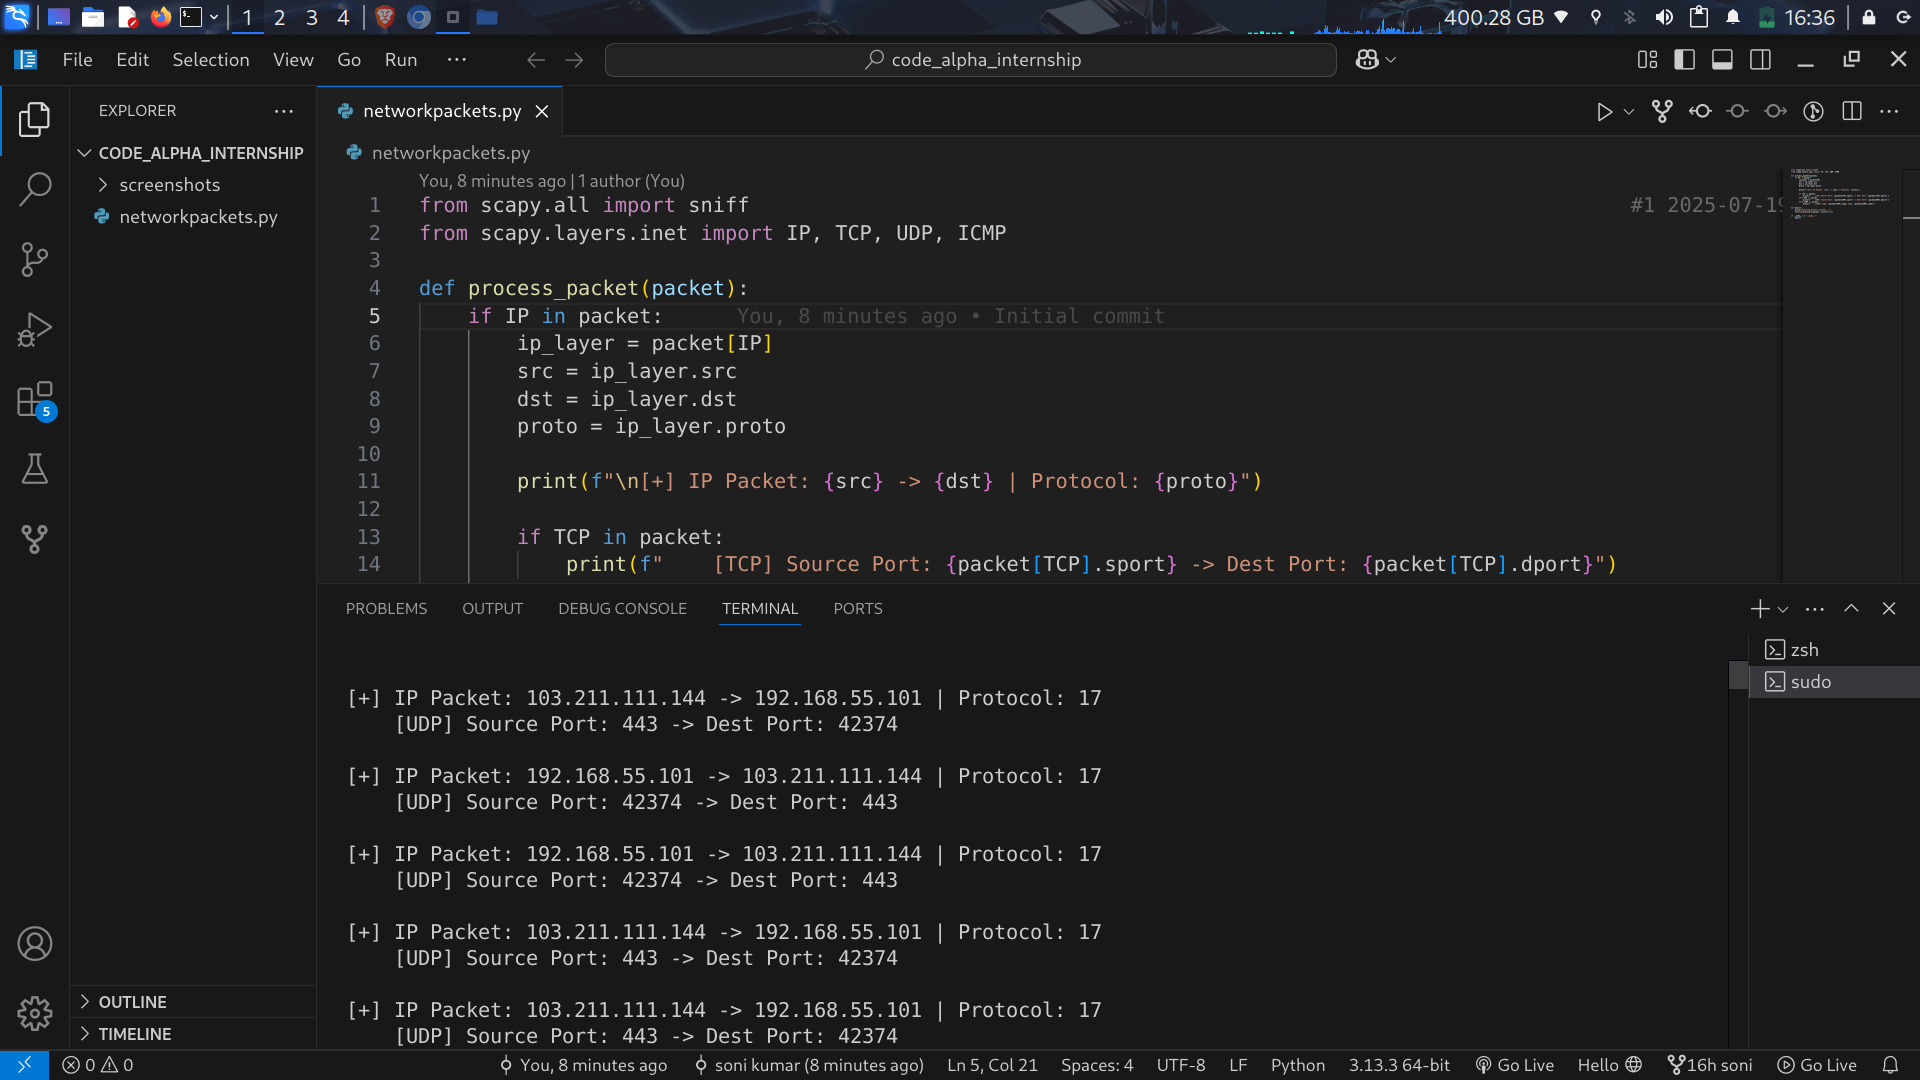 1 2 3 4
400.28 GB
16:36
File Edit Selection View Go Run ···
code_alpha_internship
EXPLORER
networkpackets.py
CODE_ALPHA_INTERNSHIP
screenshots
networkpackets.py
5
OUTLINE
TIMELINE
networkpackets.py
You, 8 minutes ago | 1 author (You)
1 from scapy.all import sniff #1 2025-07-19
2 from scapy.layers.inet import IP, TCP, UDP, ICMP
3
4 def process_packet(packet):
5 if IP in packet: You, 8 minutes ago • Initial commit
6 ip_layer = packet[IP]
7 src = ip_layer.src
8 dst = ip_layer.dst
9 proto = ip_layer.proto
10
11 print(f"\n[+] IP Packet: {src} -> {dst} | Protocol: {proto}")
12
13 if TCP in packet:
14 print(f"    [TCP] Source Port: {packet[TCP].sport} -> Dest Port: {packet[TCP].dport}")
PROBLEMS OUTPUT DEBUG CONSOLE TERMINAL PORTS
zsh
sudo
[+] IP Packet: 103.211.111.144 -> 192.168.55.101 | Protocol: 17
[UDP] Source Port: 443 -> Dest Port: 42374
[+] IP Packet: 192.168.55.101 -> 103.211.111.144 | Protocol: 17
[UDP] Source Port: 42374 -> Dest Port: 443
[+] IP Packet: 192.168.55.101 -> 103.211.111.144 | Protocol: 17
[UDP] Source Port: 42374 -> Dest Port: 443
[+] IP Packet: 103.211.111.144 -> 192.168.55.101 | Protocol: 17
[UDP] Source Port: 443 -> Dest Port: 42374
[+] IP Packet: 103.211.111.144 -> 192.168.55.101 | Protocol: 17
[UDP] Source Port: 443 -> Dest Port: 42374
0 0 You, 8 minutes ago soni kumar (8 minutes ago) Ln 5, Col 21 Spaces: 4 UTF-8 LF Python 3.13.3 64-bit Go Live Hello 16h soni Go Live